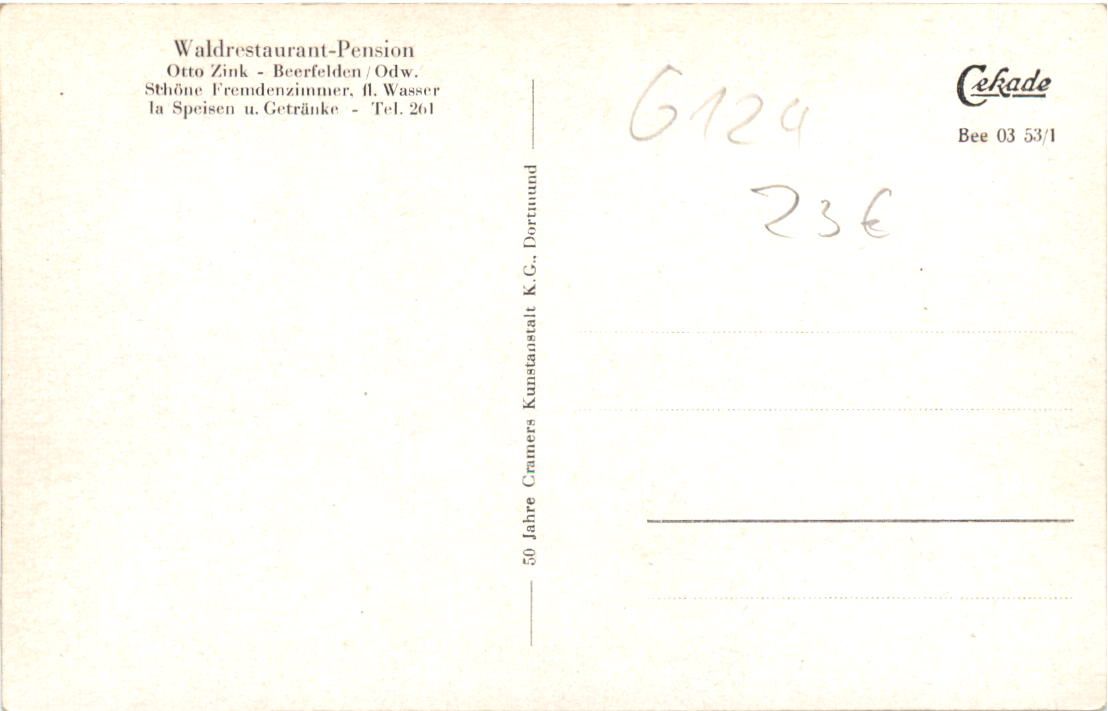 Waldrestaurant-Pension
Otto Zink - Beerfelden/Odw.
Schöne Fremdenzimmer, fl. Wasser
Ia Speisen u. Getränke - Tel. 261
50 Jahre Cramers Kunstanstalt K.G., Dortmund
Cekade
Bee 03 53/1
6124
23€